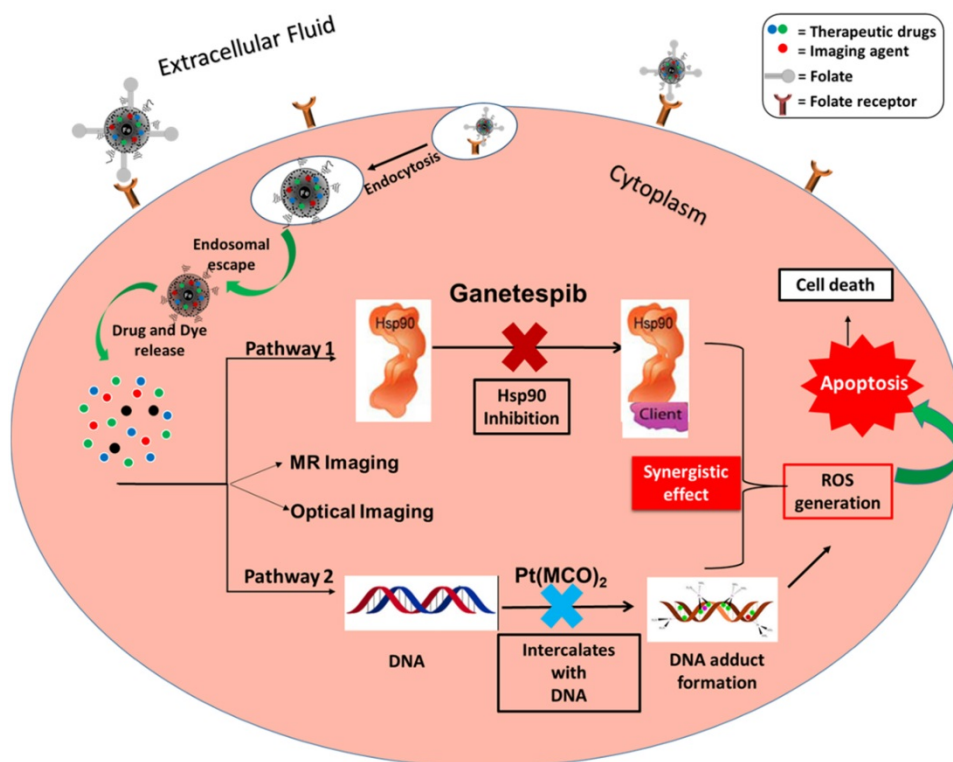 Extracellular Fluid
= Therapeutic drugs
= Imaging agent
= Folate
= Folate receptor
Endocytosis
Cytoplasm
Endosomal
escape
Drug and Dye
release
Fe
Fe
Cell death
Apoptosis
Ganetespib
Pathway 1
Hsp90
Hsp90
Client
Hsp90
Inhibition
MR Imaging
Optical Imaging
Synergistic
effect
ROS
generation
Pathway 2
Pt(MCO)₂
DNA
Intercalates
with
DNA
DNA adduct
formation